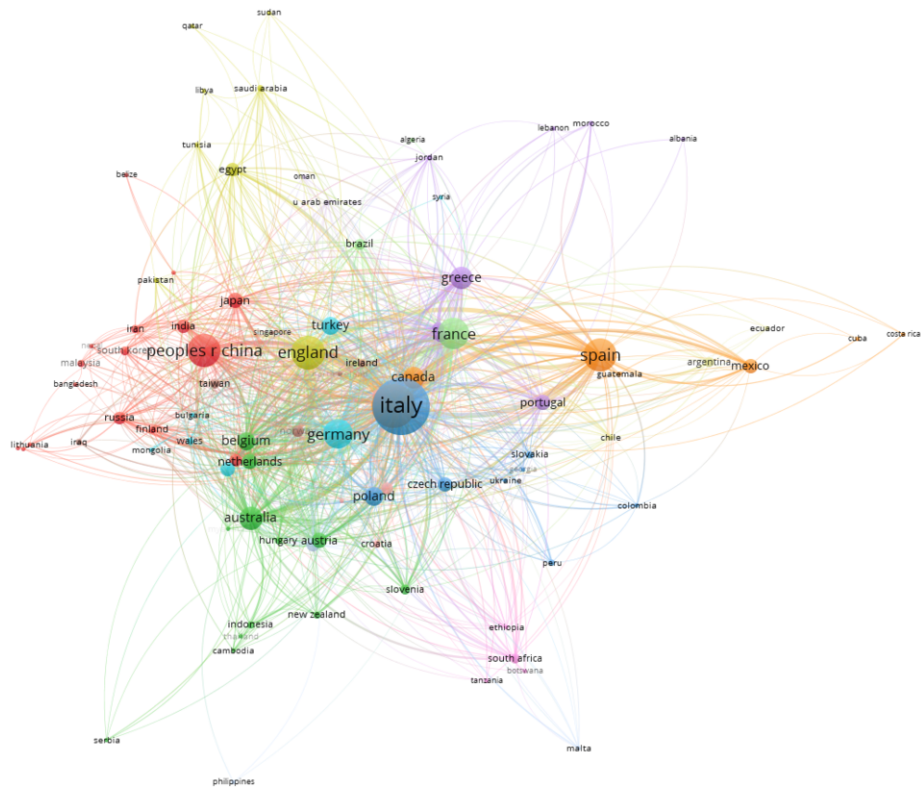 sudan
qatar
libya
saudi arabia
morocco
lebanon
algeria
albania
tunisia
jordan
egypt
belize
oman
syria
u arab emirates
brazil
greece
pakistan
japan
iran
india
singapore
turkey
france
ecuador
cuba
costa rica
south korea
peoples r china
england
ireland
spain
malaysia
argentina
mexico
guatemala
canada
bangladesh
taiwan
italy
portugal
russia
bulgaria
finland
germany
chile
lithuania
iraq
wales
belgium
mongolia
slovakia
netherlands
georgia
ukraine
czech republic
poland
colombia
australia
hungary
austria
croatia
peru
slovenia
new zealand
indonesia
thailand
cambodia
ethiopia
south africa
botswana
tanzania
serbia
malta
philippines